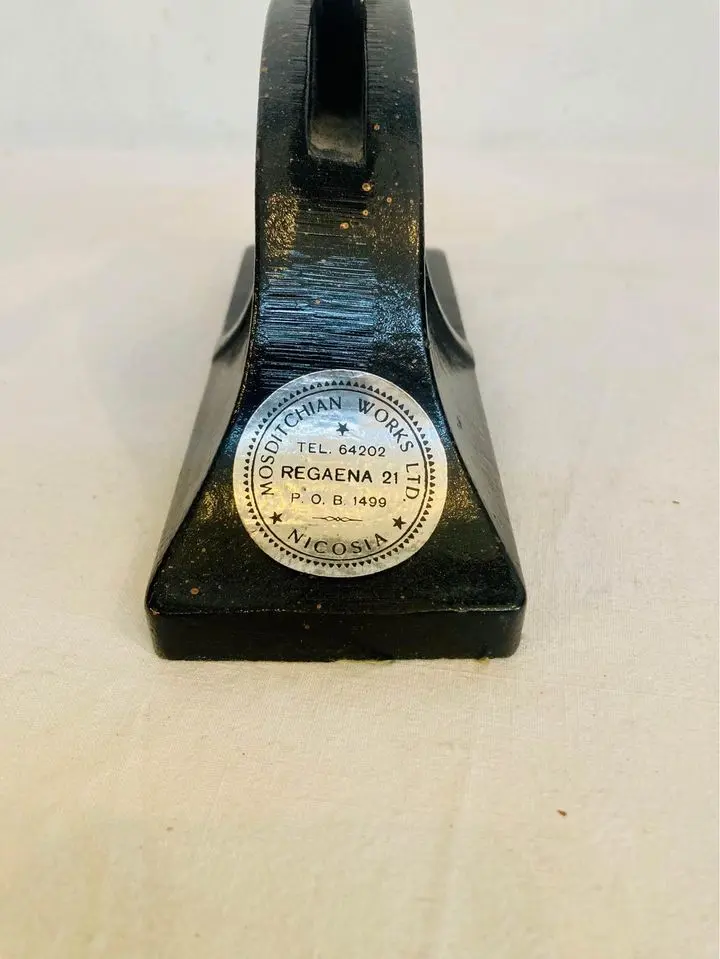 MOSDITCHIAN WORKS LTD.
TEL. 64202
REGAENA 21
P. O. B. 1499
NICOSIA